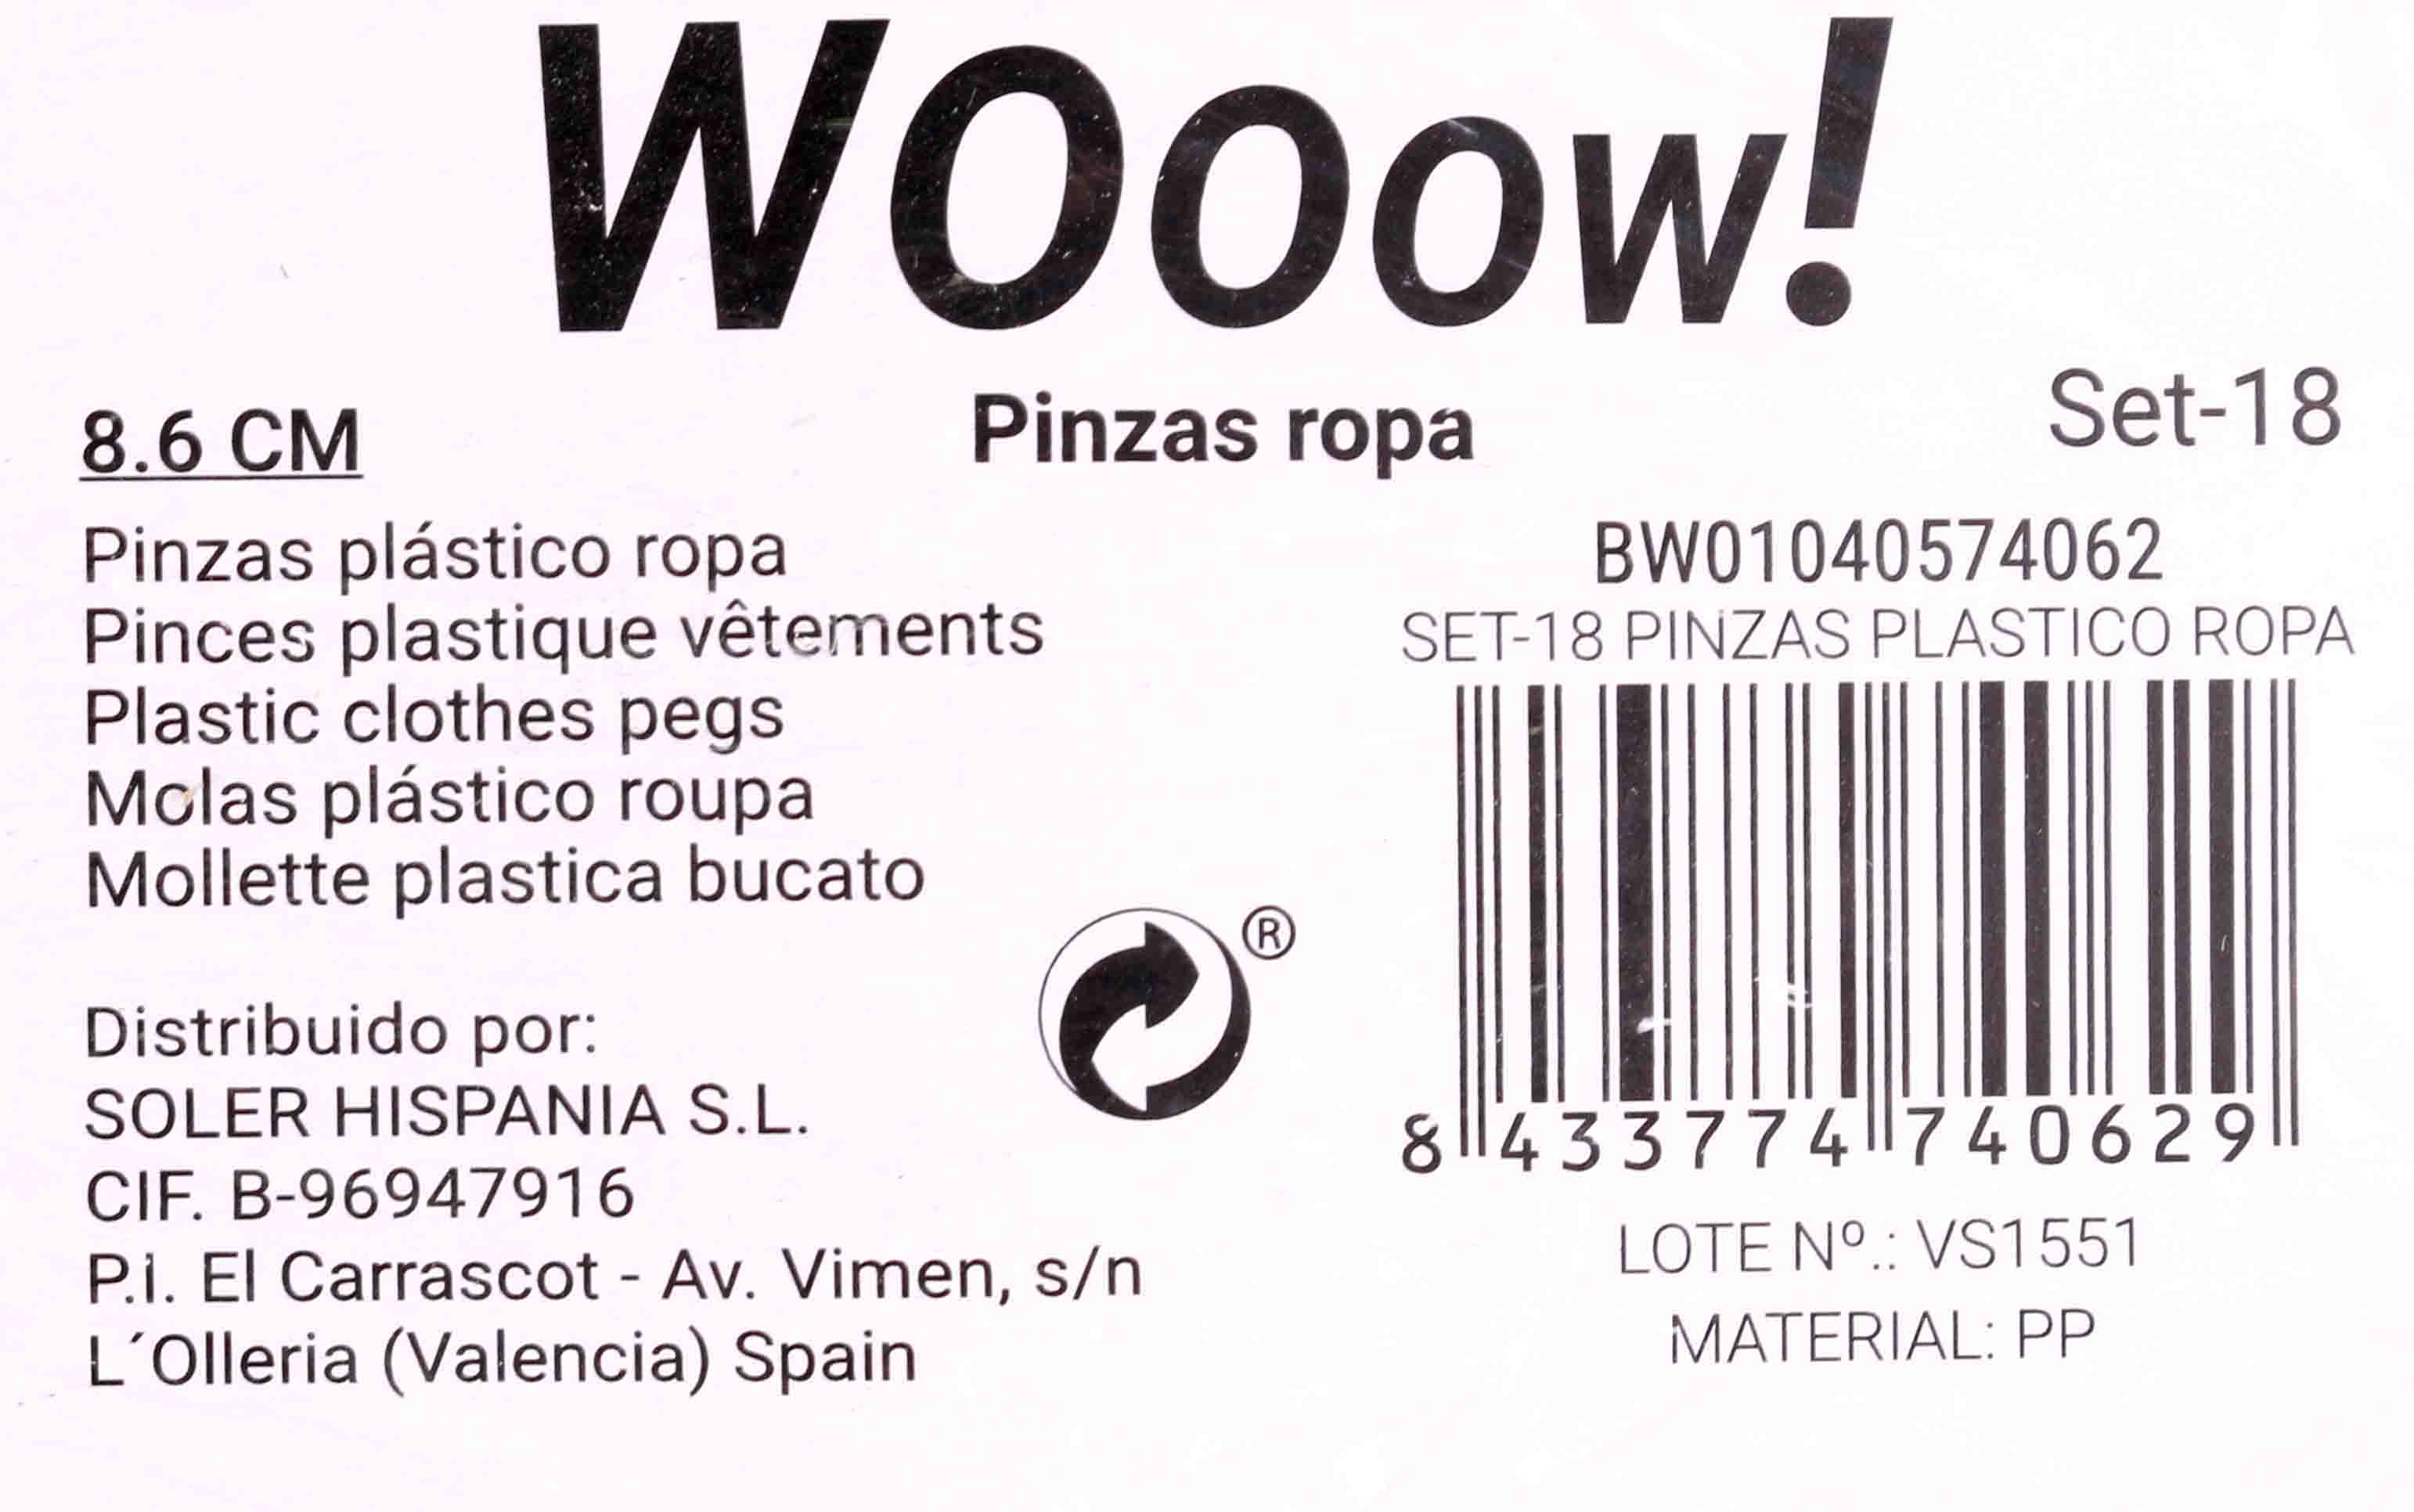 Wooow!
Pinzas ropa
Set-18
8.6 CM
Pinzas plástico ropa
Pinces plastique vêtements
Plastic clothes pegs
Molas plástico roupa
Mollette plastica bucato
Distribuido por:
SOLER HISPANIA S.L.
CIF. B-96947916
P.I. El Carrascot - Av. Vimen, s/n
L´Olleria (Valencia) Spain
®
BW01040574062
SET-18 PINZAS PLASTICO ROPA
8 433774 740629
LOTE Nº.: VS1551
MATERIAL: PP